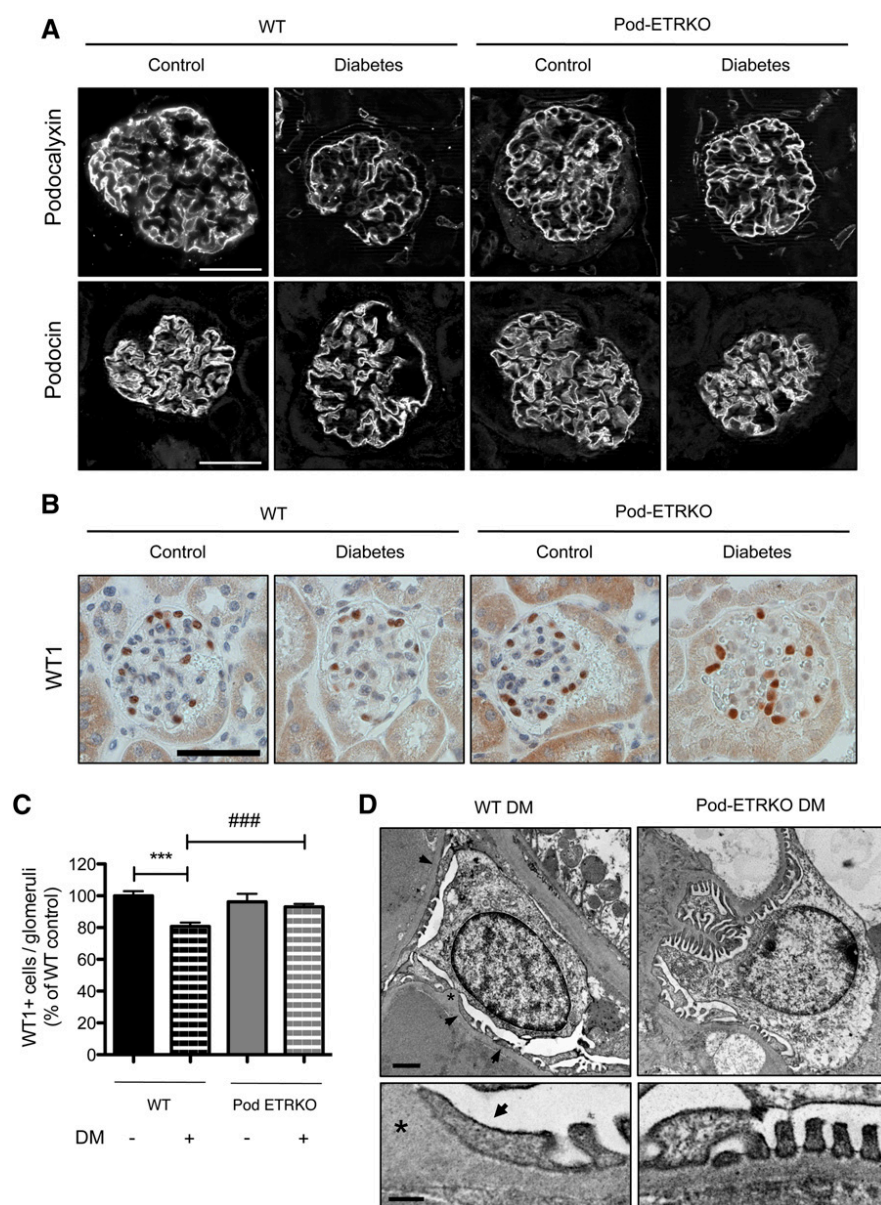 A
WT Pod-ETRKO
Control Diabetes Control Diabetes
Podocalyxin
Podocin
B
WT Pod-ETRKO
Control Diabetes Control Diabetes
WT1
C
###
***
120
100
80
60
40
20
0
WT1+ cells / glomeruli
(% of WT control)
WT Pod ETRKO
DM - + - +
D
WT DM Pod-ETRKO DM
*
*